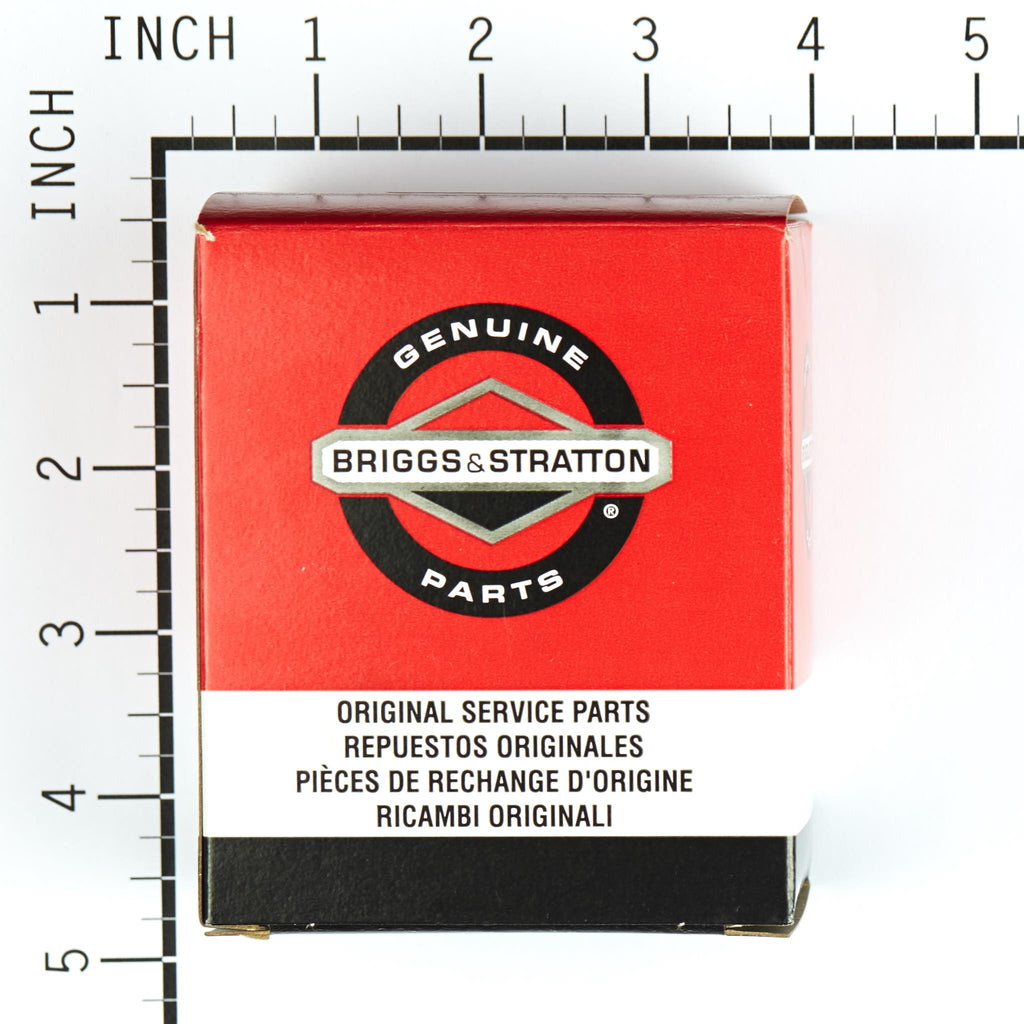 INCH 1 2 3 4 5
INCH
1
2
3
4
5
GENUINE
BRIGGS & STRATTON
®
PARTS
ORIGINAL SERVICE PARTS
REPUESTOS ORIGINALES
PIÈCES DE RECHANGE D'ORIGINE
RICAMBI ORIGINALI